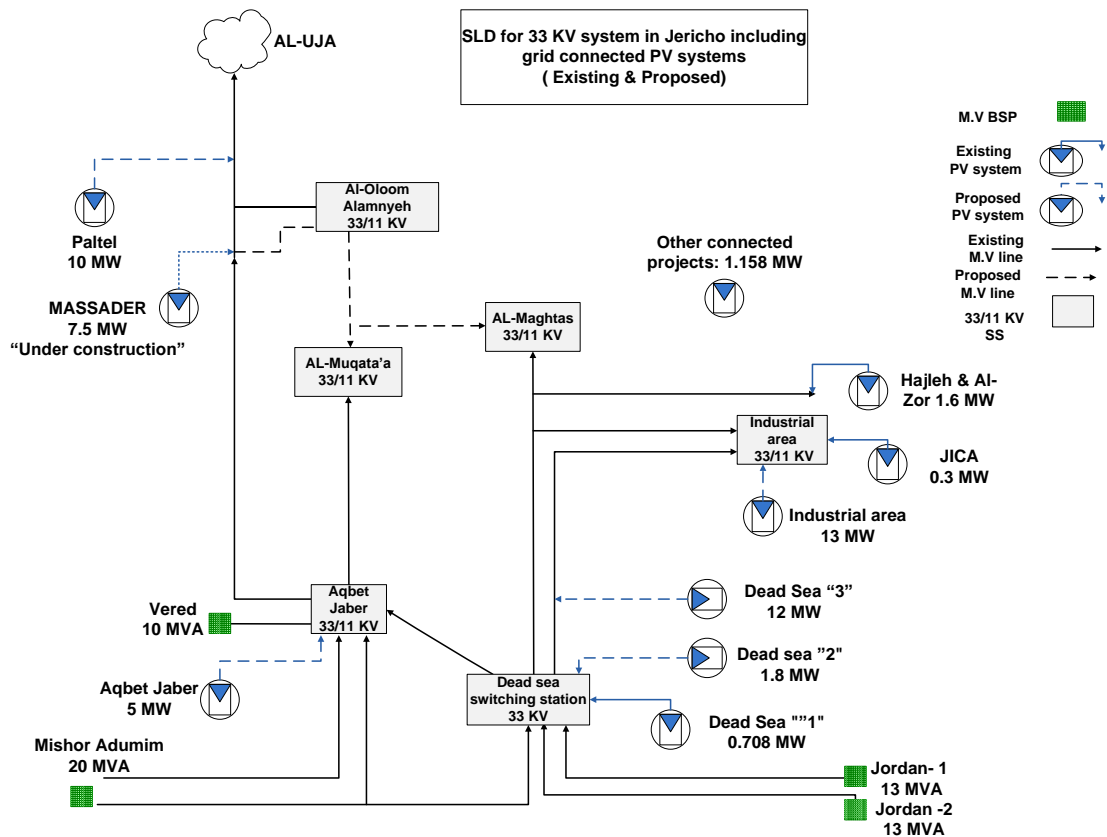 AL-UJA
SLD for 33 KV system in Jericho including
grid connected PV systems
( Existing & Proposed)
M.V BSP
Existing
PV system
Proposed
PV system
Existing
M.V line
Proposed
M.V line
33/11 KV
SS
Paltel
10 MW
Al-Oloom
Alamnyeh
33/11 KV
MASSADER
7.5 MW
“Under construction”
Other connected
projects: 1.158 MW
AL-Maghtas
33/11 KV
AL-Muqata’a
33/11 KV
Hajleh & Al-
Zor 1.6 MW
Industrial
area
33/11 KV
JICA
0.3 MW
Industrial area
13 MW
Vered
10 MVA
Aqbet
Jaber
33/11 KV
Dead Sea “3”
12 MW
Dead sea ”2"
1.8 MW
Aqbet Jaber
5 MW
Dead sea
switching station
33 KV
Dead Sea "”1"
0.708 MW
Mishor Adumim
20 MVA
Jordan- 1
13 MVA
Jordan -2
13 MVA